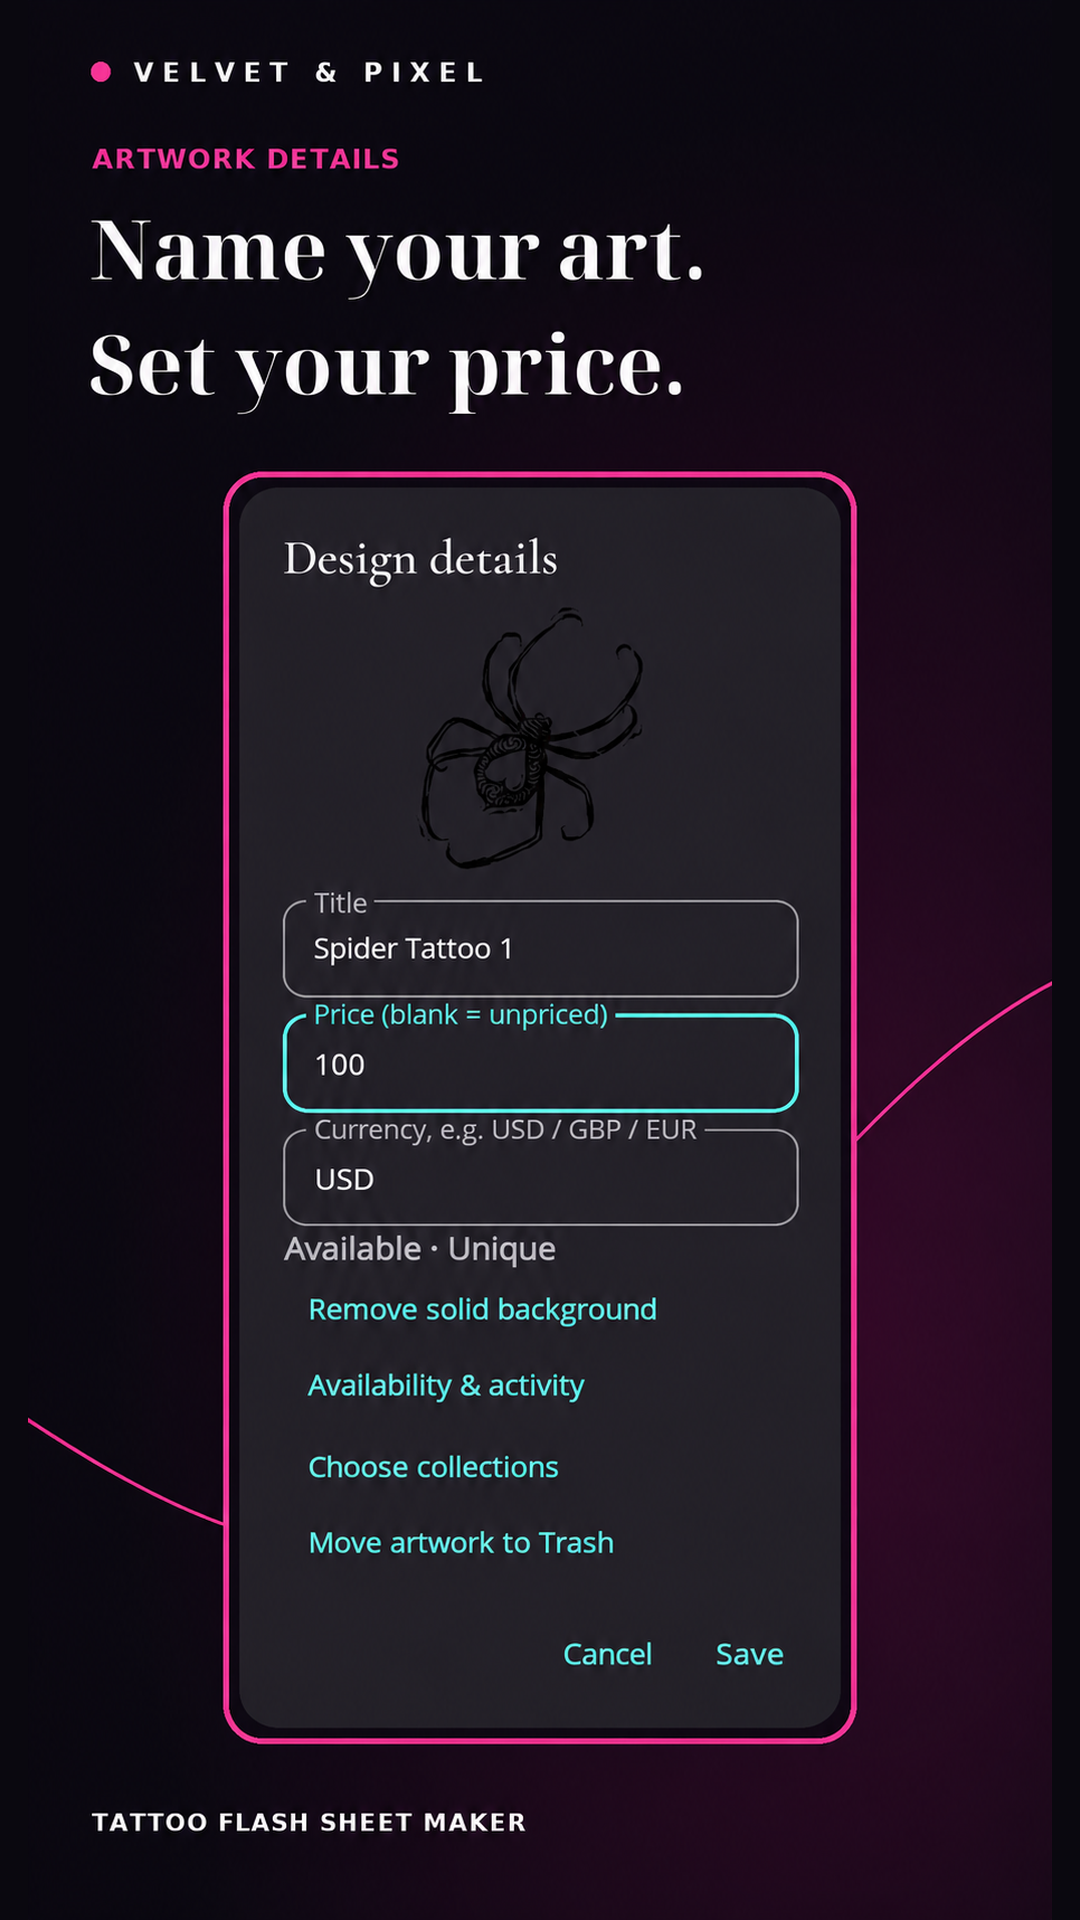 VELVET & PIXEL
ARTWORK DETAILS
Name your art.
Set your price.
Design details
Title
Spider Tattoo 1
Price (blank = unpriced)
100
Currency, e.g. USD / GBP / EUR
USD
Available · Unique
Remove solid background
Availability & activity
Choose collections
Move artwork to Trash
Cancel Save
TATTOO FLASH SHEET MAKER